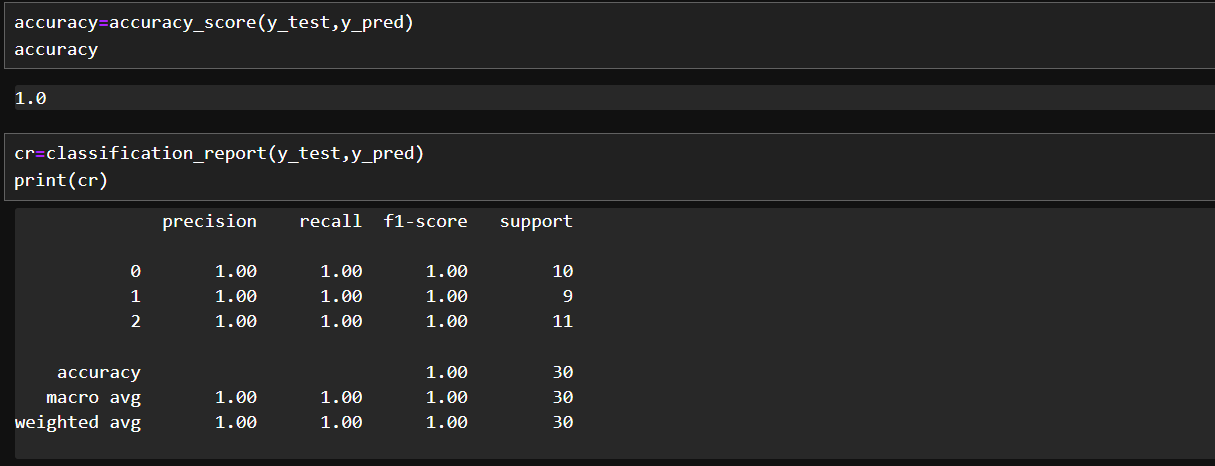 accuracy=accuracy_score(y_test,y_pred)
accuracy
1.0
cr=classification_report(y_test,y_pred)
print(cr)
precision recall f1-score support
0 1.00 1.00 1.00 10
1 1.00 1.00 1.00 9
2 1.00 1.00 1.00 11
accuracy 1.00 30
macro avg 1.00 1.00 1.00 30
weighted avg 1.00 1.00 1.00 30